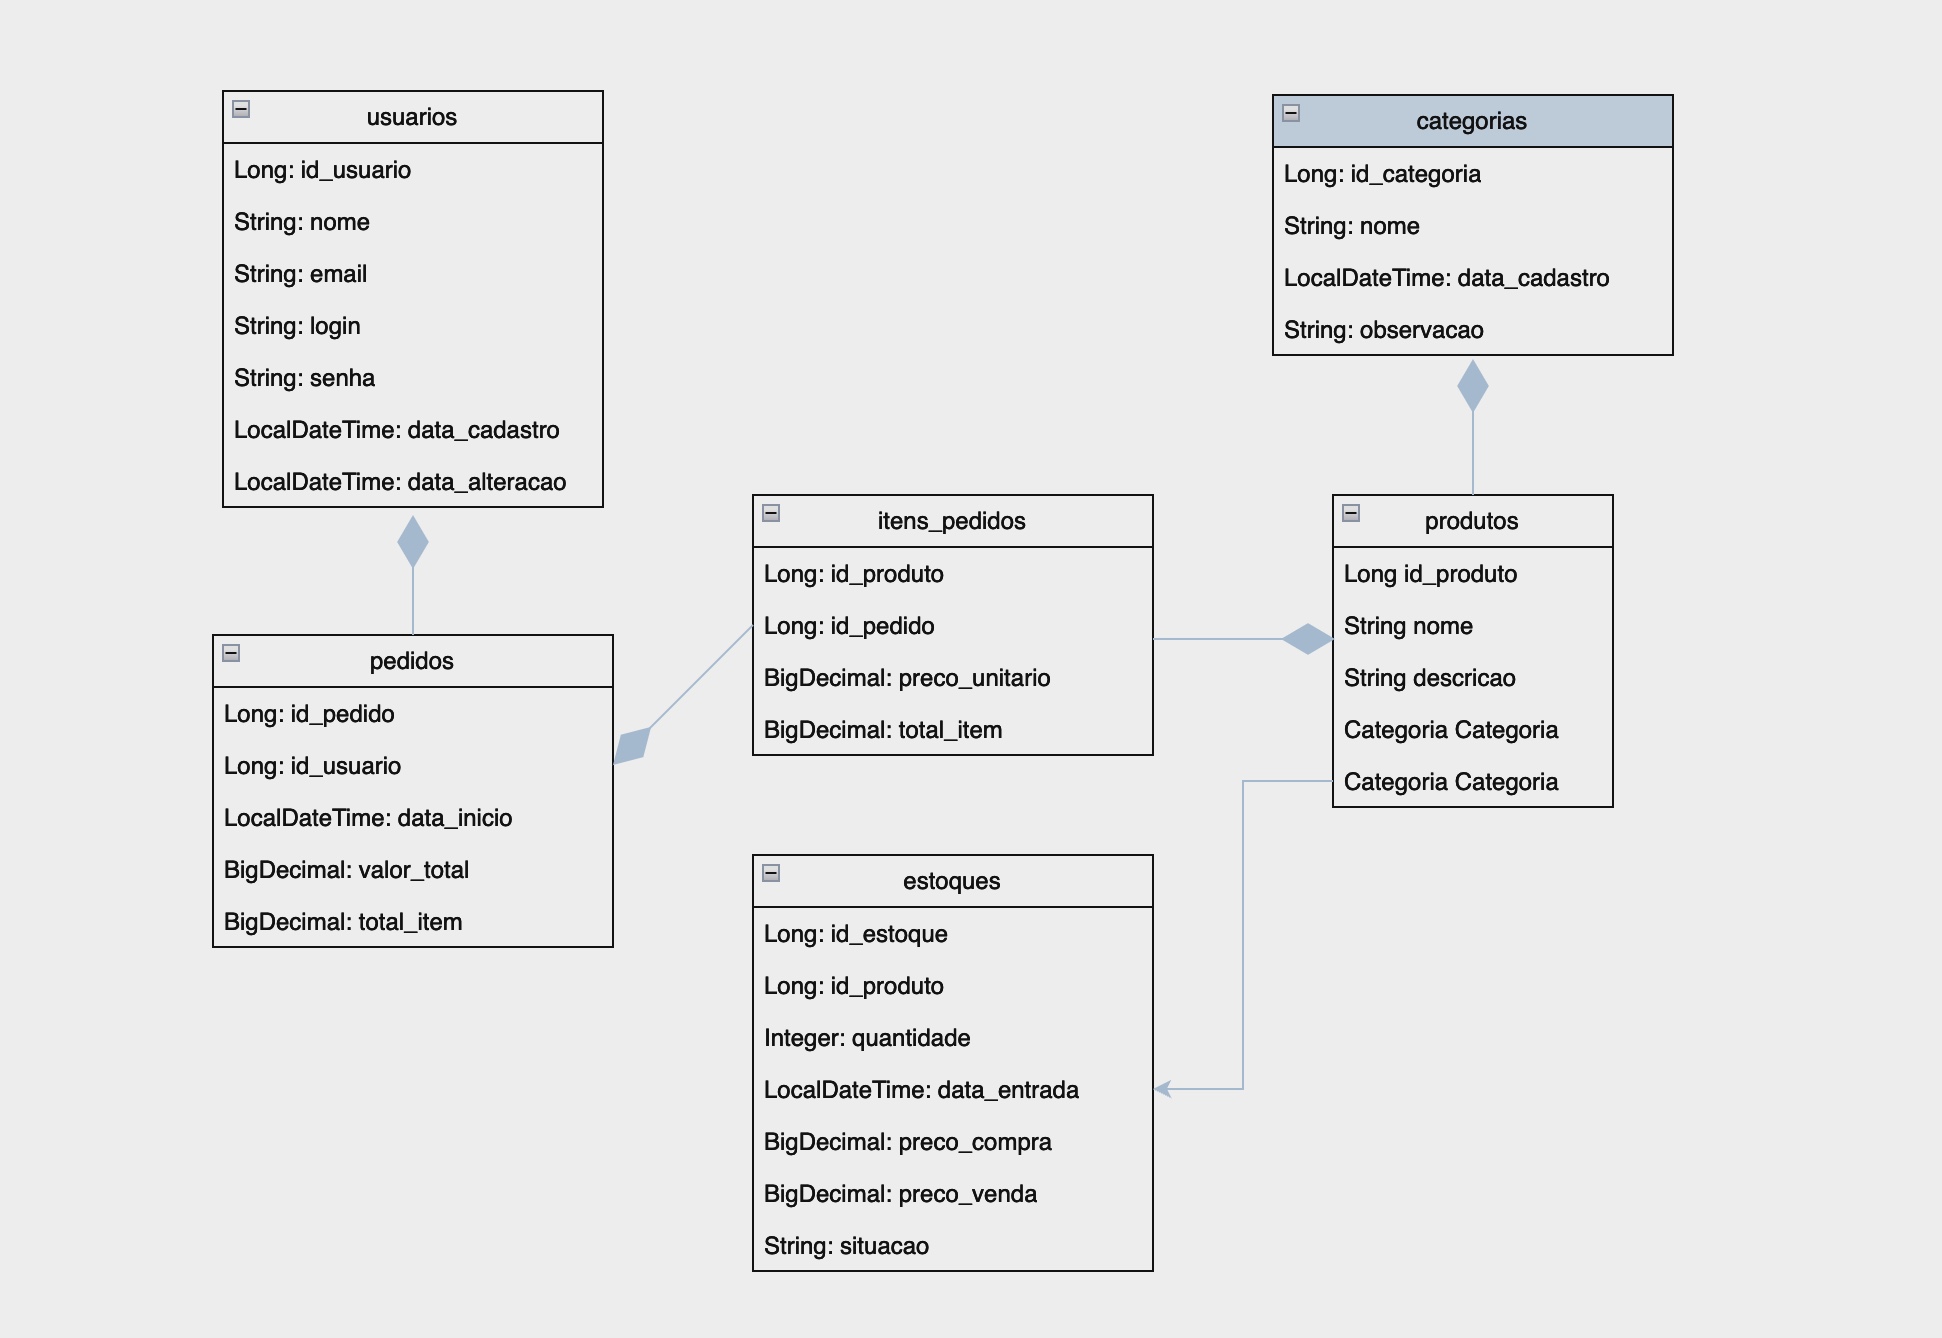 usuarios
Long: id_usuario
String: nome
String: email
String: login
String: senha
LocalDateTime: data_cadastro
LocalDateTime: data_alteracao
categorias
Long: id_categoria
String: nome
LocalDateTime: data_cadastro
String: observacao
pedidos
Long: id_pedido
Long: id_usuario
LocalDateTime: data_inicio
BigDecimal: valor_total
BigDecimal: total_item
itens_pedidos
Long: id_produto
Long: id_pedido
BigDecimal: preco_unitario
BigDecimal: total_item
produtos
Long id_produto
String nome
String descricao
Categoria Categoria
Categoria Categoria
estoques
Long: id_estoque
Long: id_produto
Integer: quantidade
LocalDateTime: data_entrada
BigDecimal: preco_compra
BigDecimal: preco_venda
String: situacao